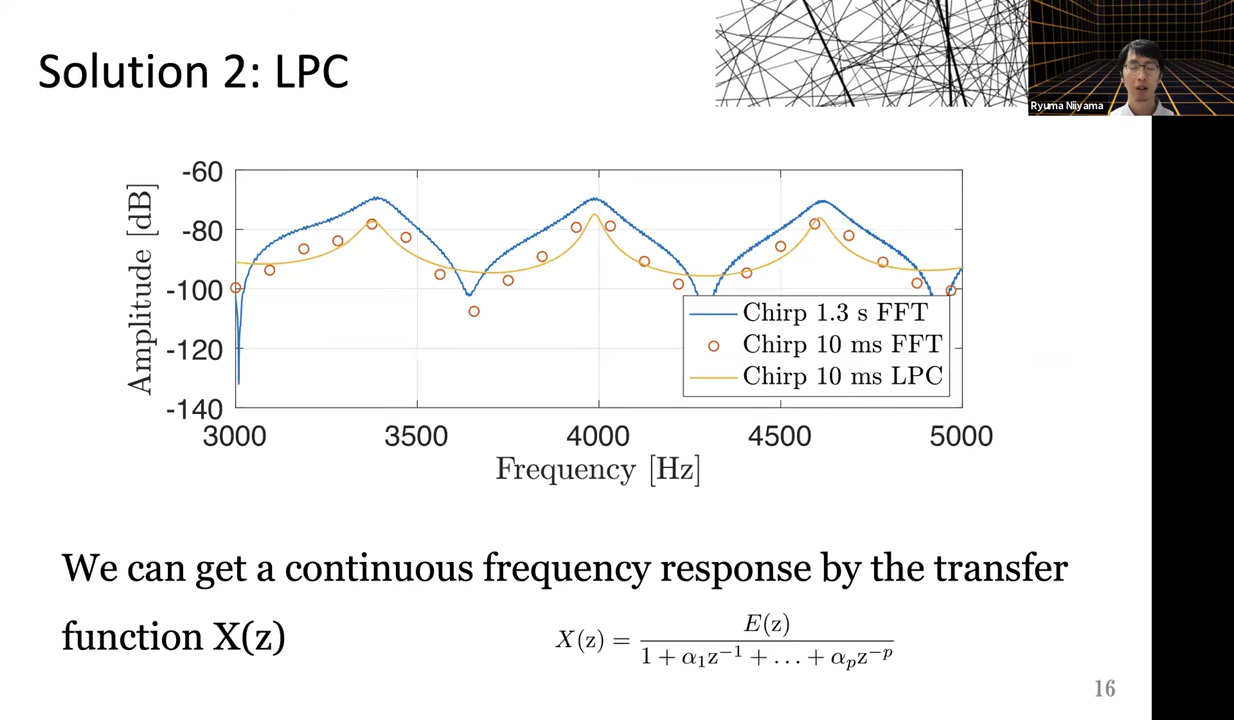 Solution 2: LPC
Ryuma Niiyama
Amplitude [dB]
-60
-80
-100
-120
-140
3000 3500 4000 4500 5000
Frequency [Hz]
Chirp 1.3 s FFT
Chirp 10 ms FFT
Chirp 10 ms LPC
We can get a continuous frequency response by the transfer
function X(z)
X(z) = E(z) / 1 + α₁z⁻¹ + … + αₚz⁻ᵖ
16